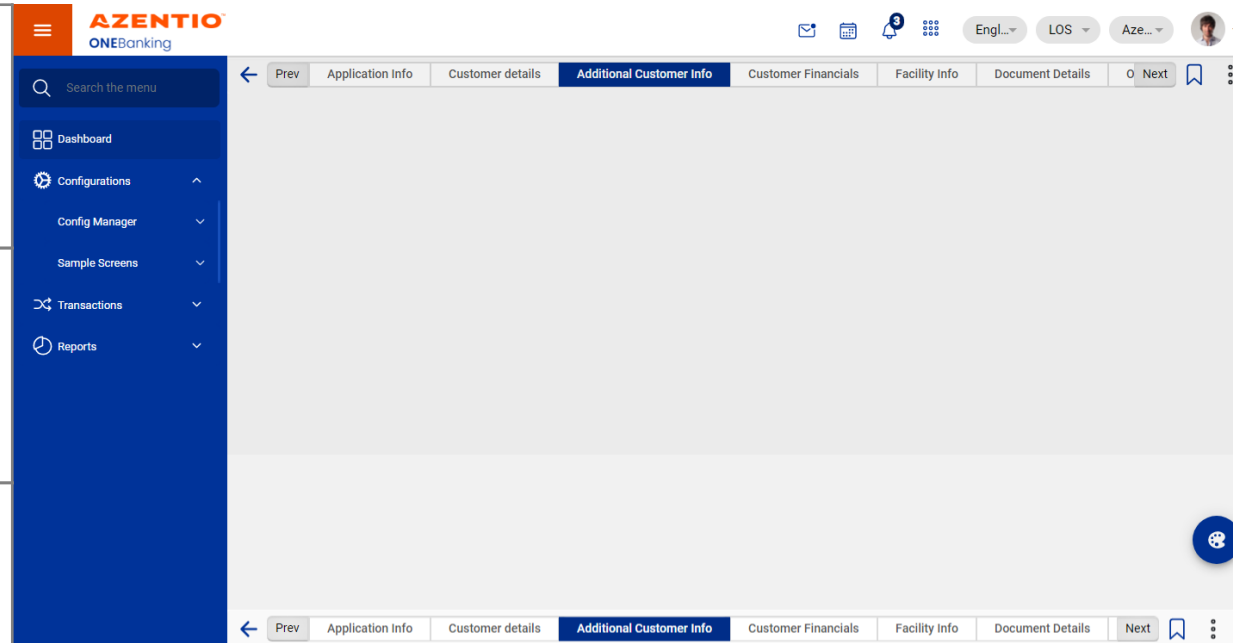 AZENTIO
ONEBanking
3
Engl...
LOS
Aze...
Search the menu
Dashboard
Configurations
Config Manager
Sample Screens
Transactions
Reports
Prev Application Info Customer details Additional Customer Info Customer Financials Facility Info Document Details O Next
Prev Application Info Customer details Additional Customer Info Customer Financials Facility Info Document Details Next